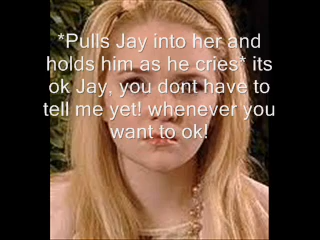 *Pulls Jay into her and
holds him as he cries* its
ok Jay, you dont have to
tell me yet! whenever you
want to ok!